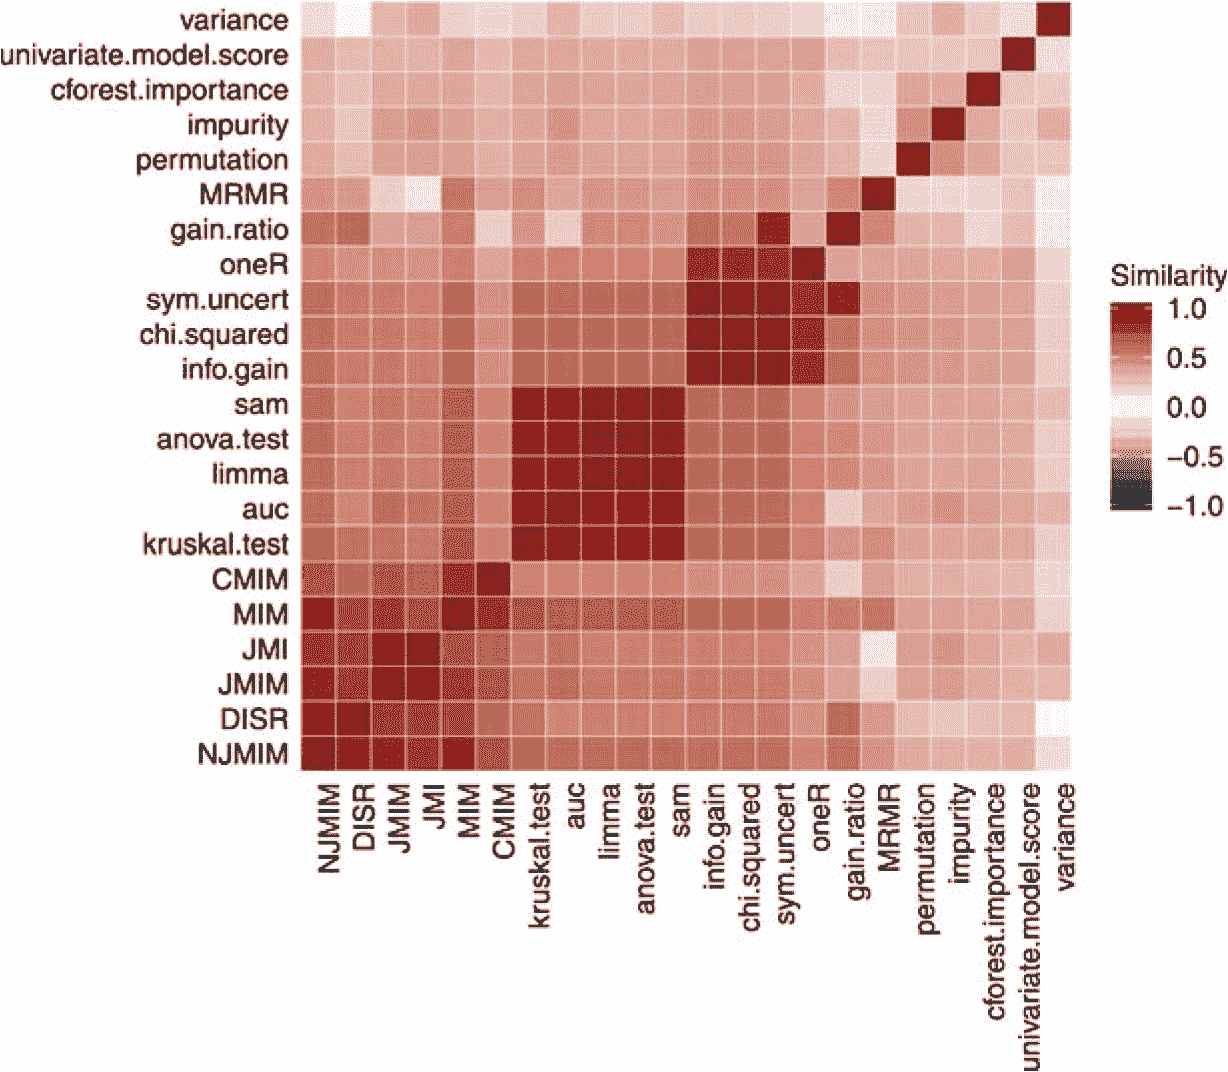 variance
univariate.model.score
cforest.importance
impurity
permutation
MRMR
gain.ratio
oneR
sym.uncert
chi.squared
info.gain
sam
anova.test
limma
auc
kruskal.test
CMIM
MIM
JMI
JMIM
DISR
NJMIM
NJMIM
DISR
JMIM
JMI
MIM
CMIM
kruskal.test
auc
limma
anova.test
sam
info.gain
chi.squared
sym.uncert
oneR
gain.ratio
MRMR
permutation
impurity
cforest.importance
univariate.model.score
variance
Similarity
1.0
0.5
0.0
−0.5
−1.0